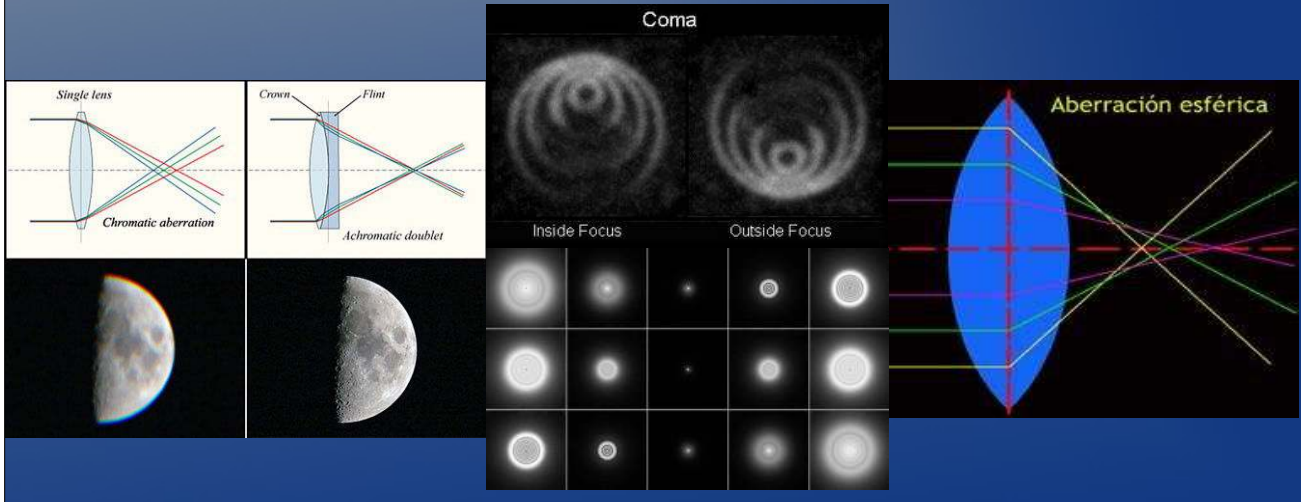 Single lens
Chromatic aberration
Crown
Flint
Achromatic doublet
Coma
Inside Focus
Outside Focus
Aberración esférica